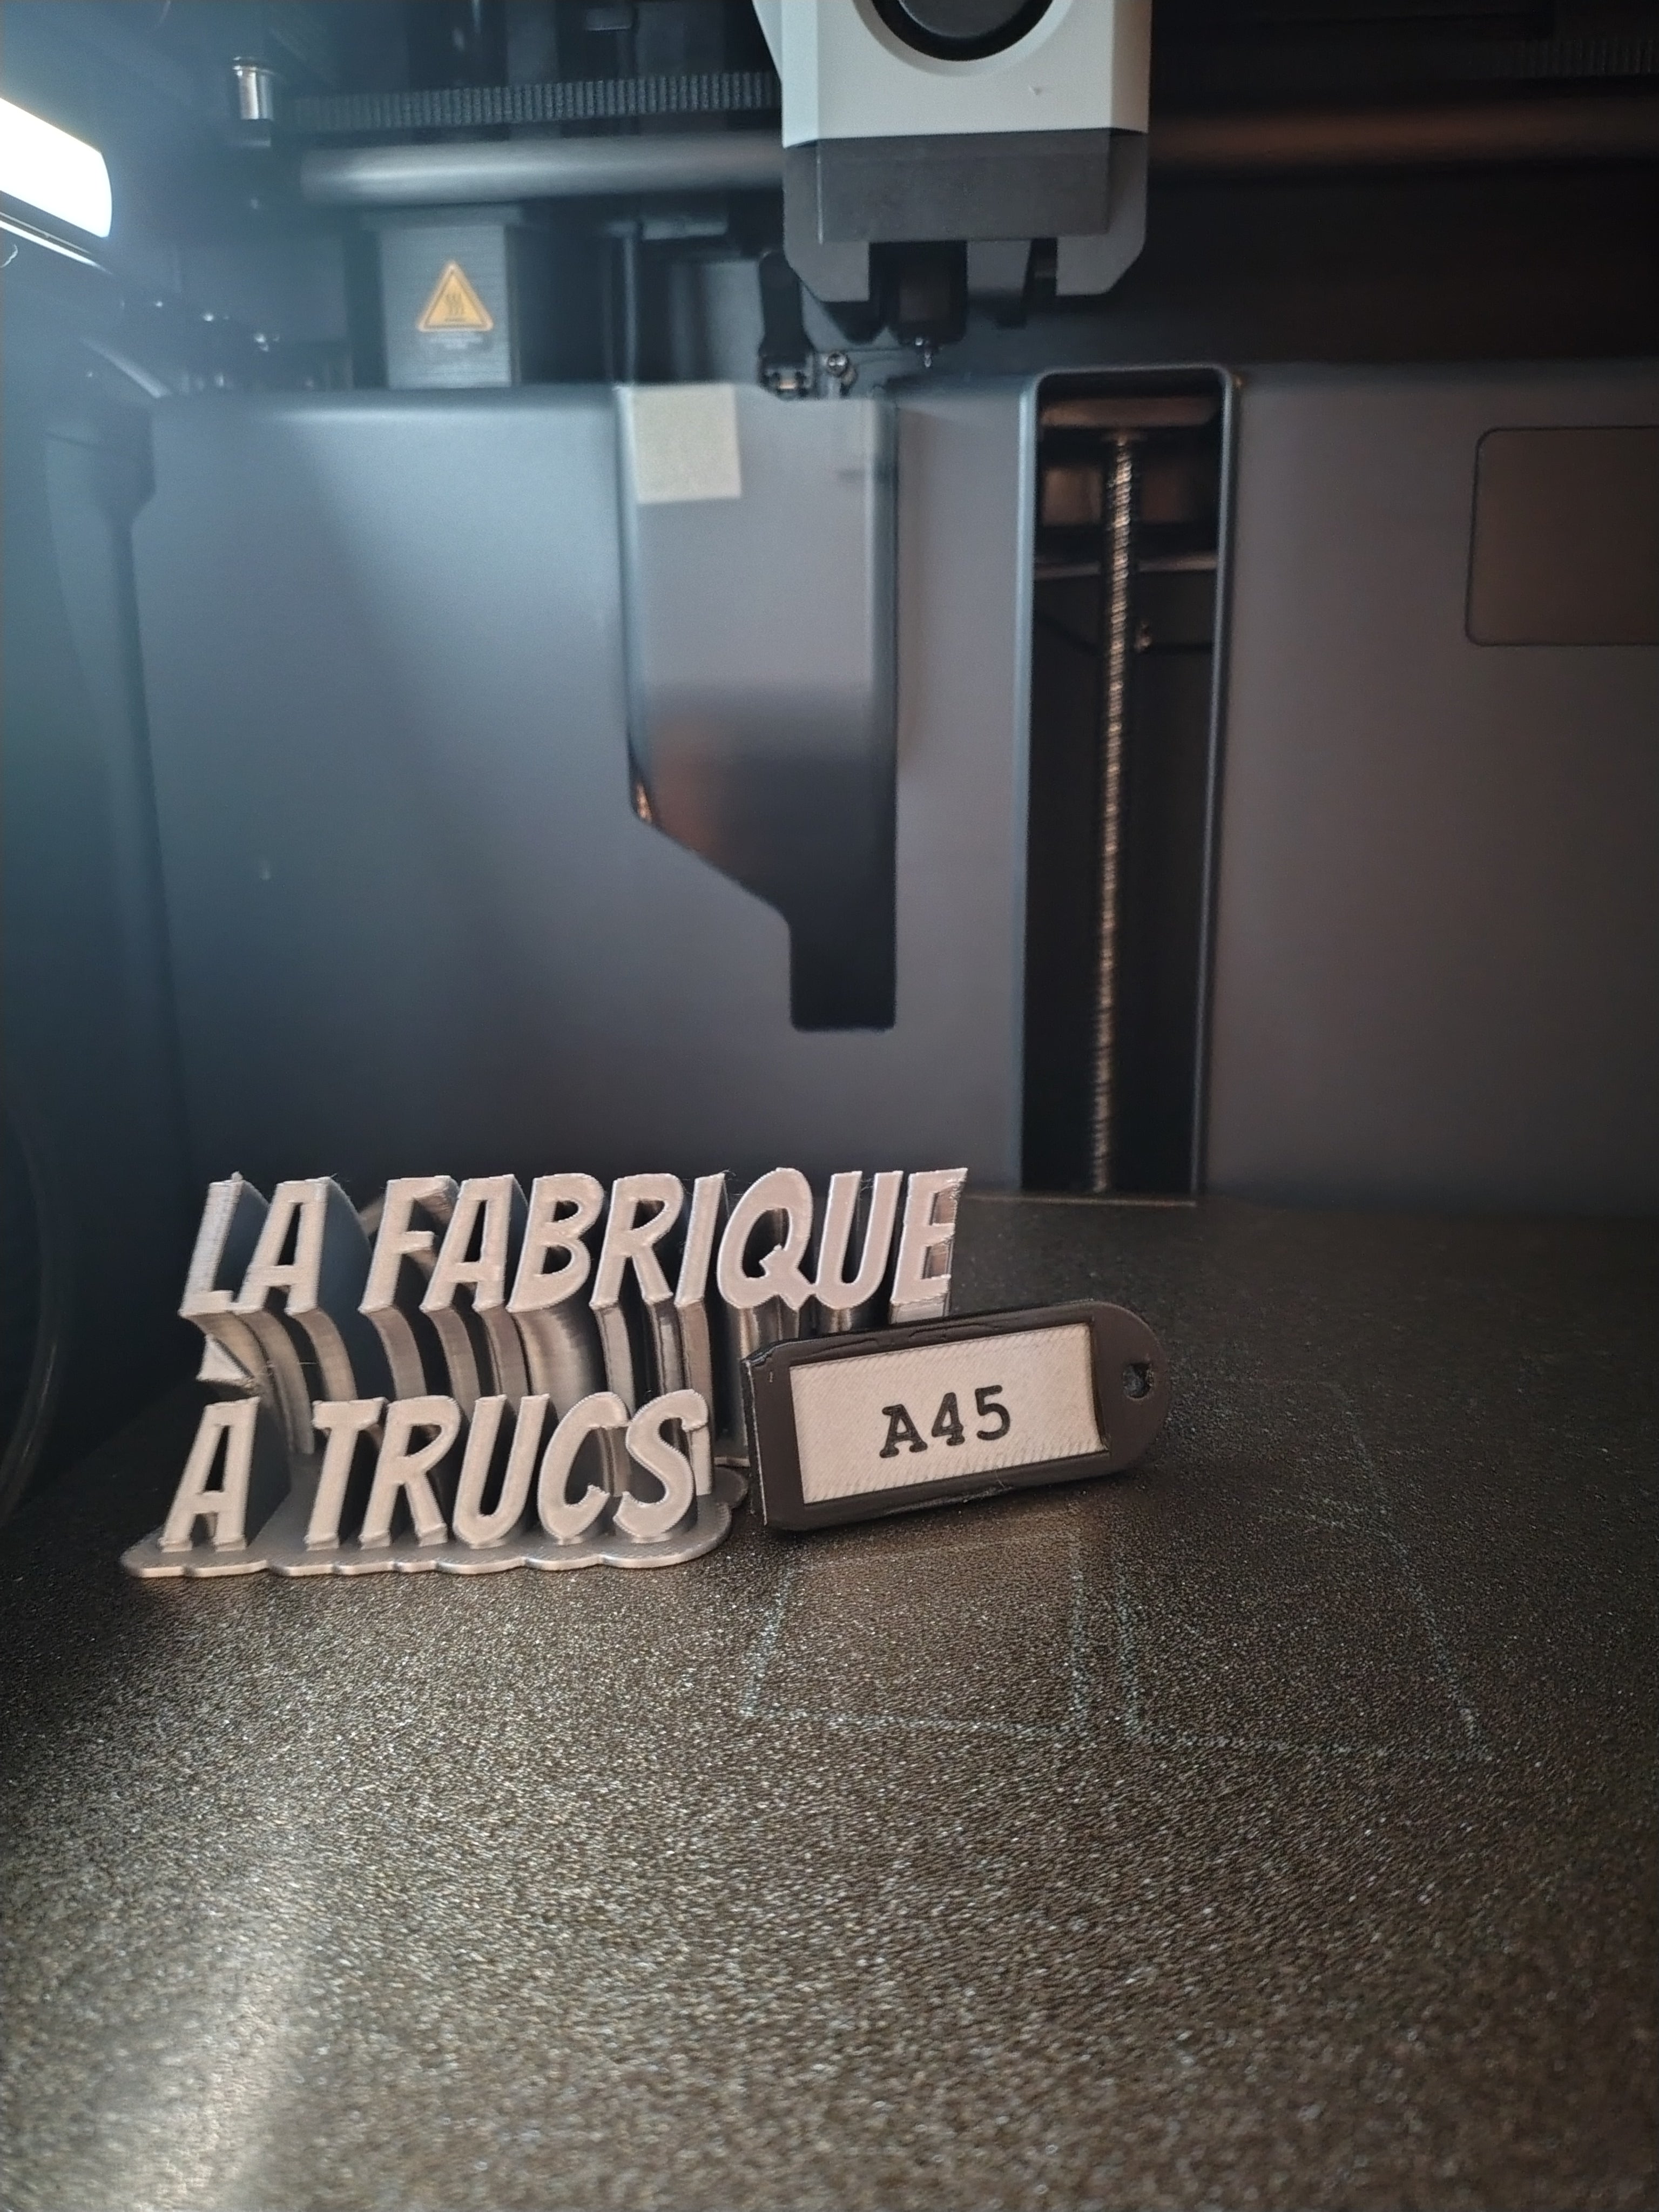 LA FABRIQUE
À TRUCS
A45